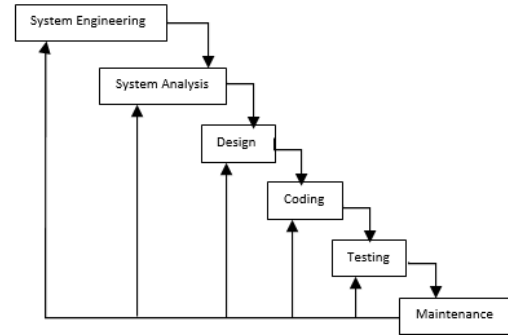 System Engineering
System Analysis
Design
Coding
Testing
Maintenance